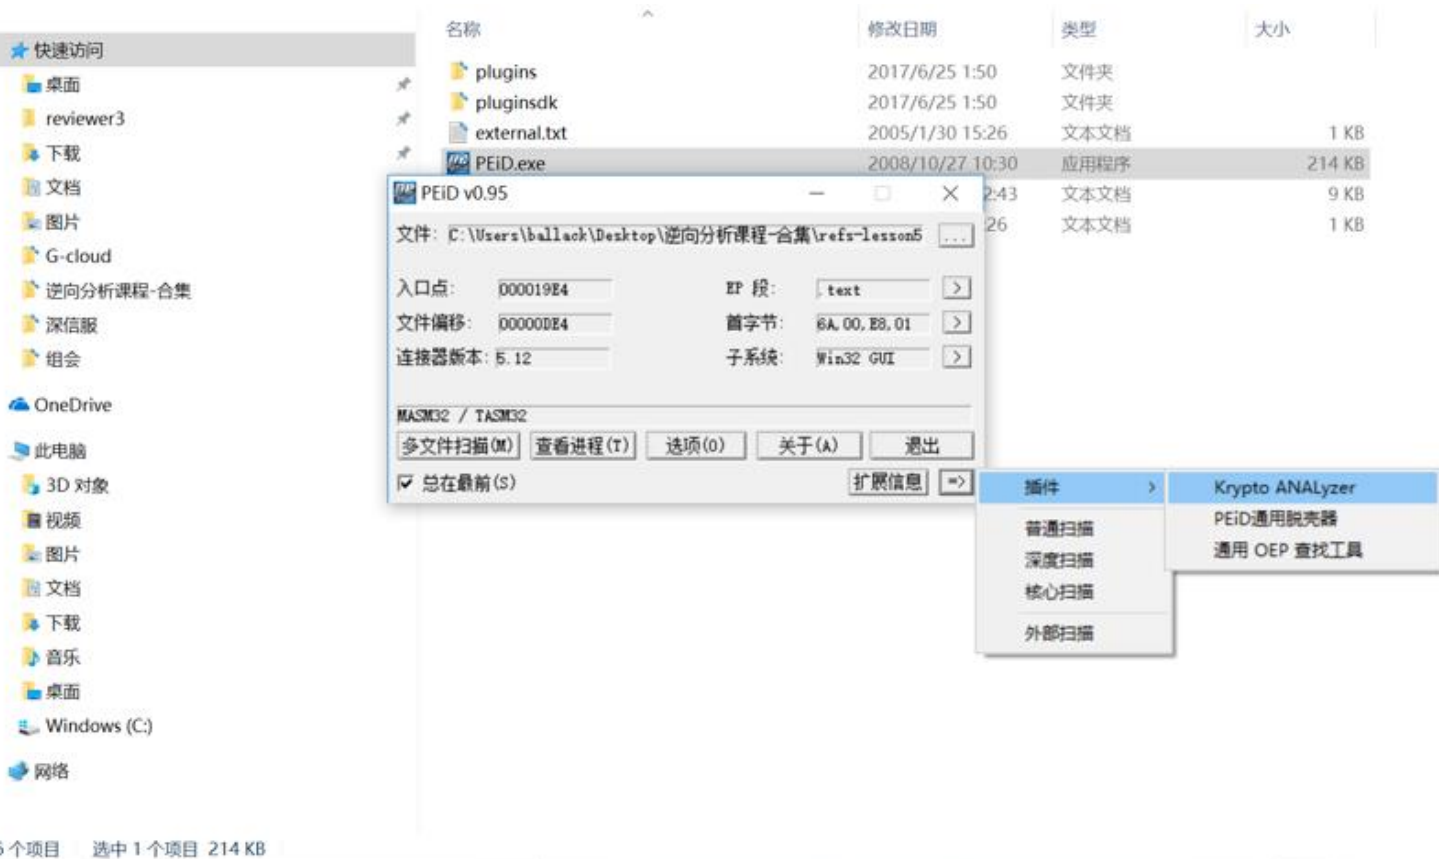 名称 修改日期 类型 大小
快速访问
桌面
reviewer3
下载
文档
图片
G-cloud
逆向分析课程-合集
深信服
组会
OneDrive
此电脑
3D 对象
视频
图片
文档
下载
音乐
桌面
Windows (C:)
网络
plugins 2017/6/25 1:50 文件夹
pluginsdk 2017/6/25 1:50 文件夹
external.txt 2005/1/30 15:26 文本文档 1 KB
PEiD.exe 2008/10/27 10:30 应用程序 214 KB
2:43 文本文档 9 KB
26 文本文档 1 KB
PEiD v0.95
文件: C:\Users\ballack\Desktop\逆向分析课程-合集\refs-lesson5 ...
入口点: 000019E4 EP 段: .text >
文件偏移: 00000DE4 首字节: 6A,00,E8,01 >
连接器版本: 5.12 子系统: Win32 GUI >
MASM32 / TASM32
多文件扫描(M) 查看进程(T) 选项(O) 关于(A) 退出
总在最前(S) 扩展信息 =>
插件 >
普通扫描
深度扫描
核心扫描
外部扫描
Krypto ANALyzer
PEiD通用脱壳器
通用 OEP 查找工具
个项目 选中 1 个项目 214 KB